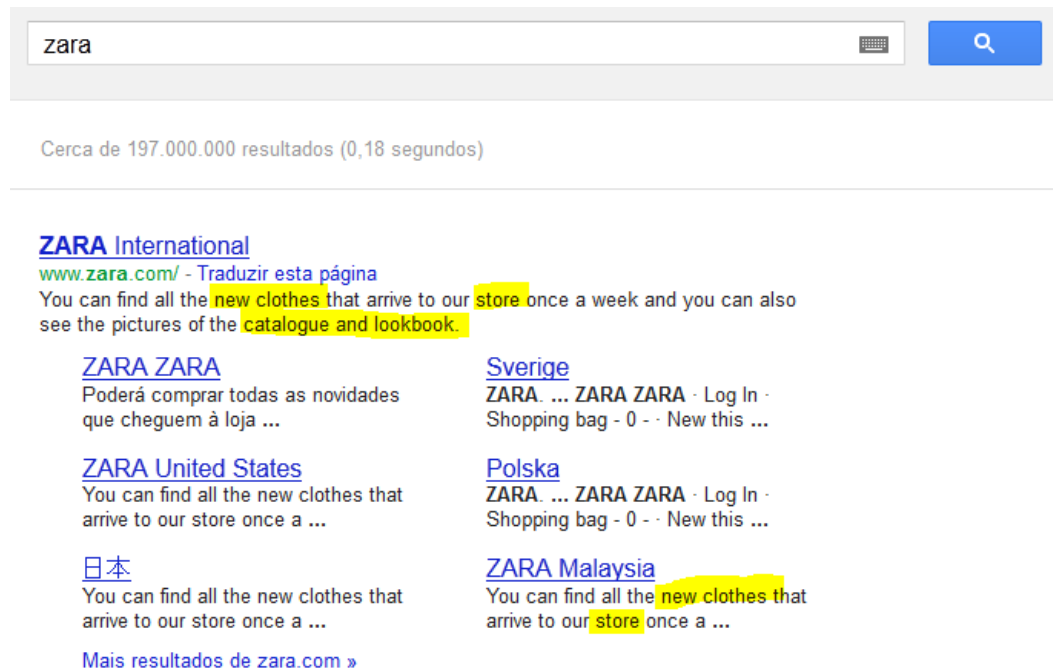 zara
Cerca de 197.000.000 resultados (0,18 segundos)
ZARA International
www.zara.com/ - Traduzir esta página
You can find all the new clothes that arrive to our store once a week and you can also
see the pictures of the catalogue and lookbook.
ZARA ZARA
Poderá comprar todas as novidades
que cheguem à loja ...
Sverige
ZARA. ... ZARA ZARA · Log In ·
Shopping bag - 0 - · New this ...
ZARA United States
You can find all the new clothes that
arrive to our store once a ...
Polska
ZARA. ... ZARA ZARA · Log In ·
Shopping bag - 0 - · New this ...
日本
You can find all the new clothes that
arrive to our store once a ...
ZARA Malaysia
You can find all the new clothes that
arrive to our store once a ...
Mais resultados de zara.com »